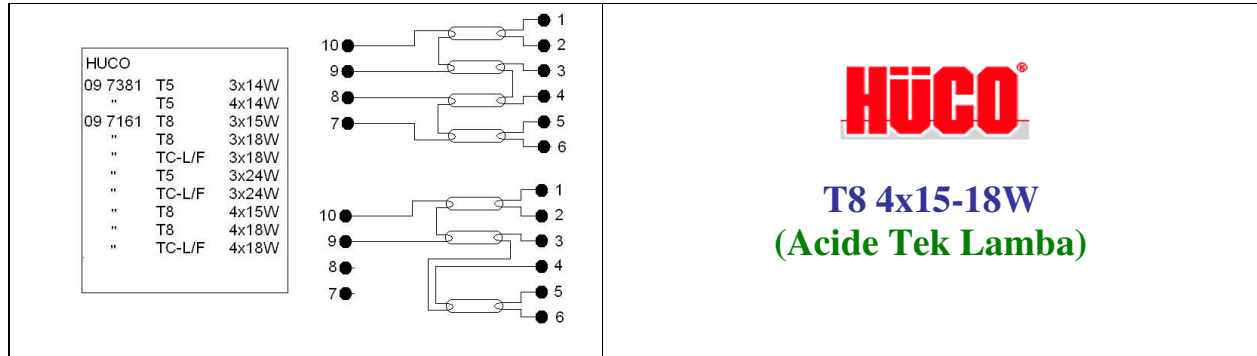 HUCO
09 7381 T5 3x14W
" T5 4x14W
09 7161 T8 3x15W
" T8 3x18W
" TC-L/F 3x18W
" T5 3x24W
" TC-L/F 3x24W
" T8 4x15W
" T8 4x18W
" TC-L/F 4x18W
1
10 2
9 3
8 4
7 5
6
1
10 2
9 3
8 4
7 5
6
HÜCO®
T8 4x15-18W
(Acide Tek Lamba)